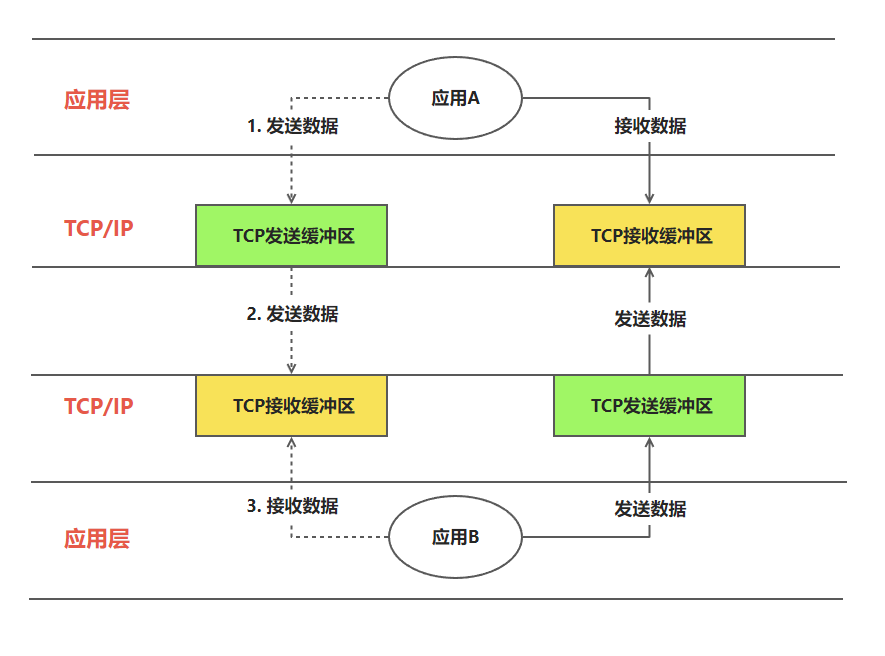 应用A
应用层
1. 发送数据
接收数据
TCP/IP
TCP发送缓冲区
TCP接收缓冲区
2. 发送数据
发送数据
TCP/IP
TCP接收缓冲区
TCP发送缓冲区
3. 接收数据
发送数据
应用层
应用B